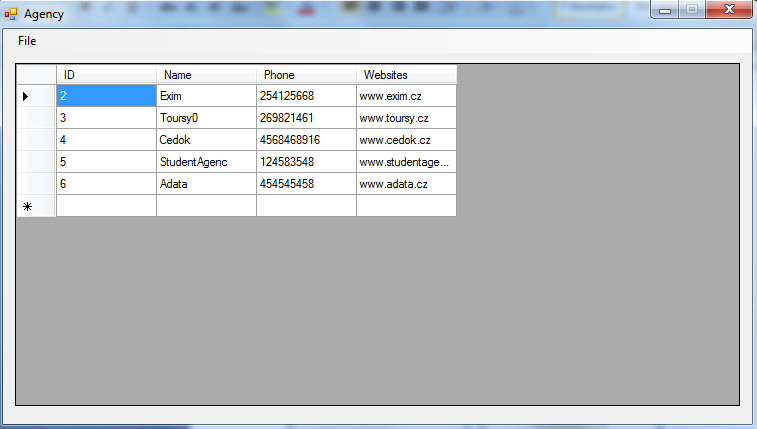 Agency
File
ID Name Phone Websites
2 Exim 254125668 www.exim.cz
3 Toursy0 269821461 www.toursy.cz
4 Cedok 4568468916 www.cedok.cz
5 StudentAgenc 124583548 www.studentage...
6 Adata 454545458 www.adata.cz